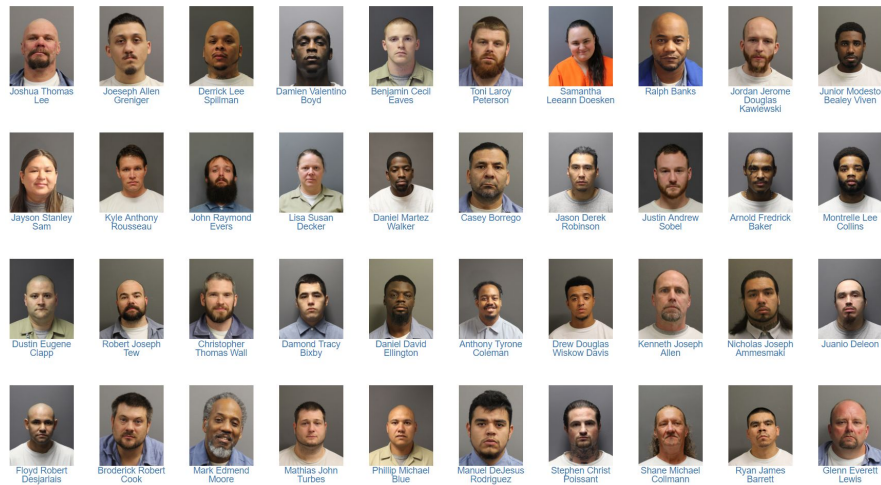 Joshua Thomas
Lee
Joeseph Allen
Greniger
Derrick Lee
Spillman
Damien Valentino
Boyd
Benjamin Cecil
Eaves
Toni Laroy
Peterson
Samantha
Leeann Doesken
Ralph Banks
Jordan Jerome
Douglas
Kawlewski
Junior Modesto
Bealey Viven
Jayson Stanley
Sam
Kyle Anthony
Rousseau
John Raymond
Evers
Lisa Susan
Decker
Daniel Martez
Walker
Casey Borrego
Jason Derek
Robinson
Justin Andrew
Sobel
Arnold Fredrick
Baker
Montrelle Lee
Collins
Dustin Eugene
Clapp
Robert Joseph
Tew
Christopher
Thomas Wall
Damond Tracy
Bixby
Daniel David
Ellington
Anthony Tyrone
Coleman
Drew Douglas
Wiskow Davis
Kenneth Joseph
Allen
Nicholas Joseph
Ammesmaki
Juanio Deleon
Floyd Robert
Desjarlais
Broderick Robert
Cook
Mark Edmend
Moore
Mathias John
Turbes
Phillip Michael
Blue
Manuel DeJesus
Rodriguez
Stephen Christ
Poissant
Shane Michael
Collmann
Ryan James
Barrett
Glenn Everett
Lewis